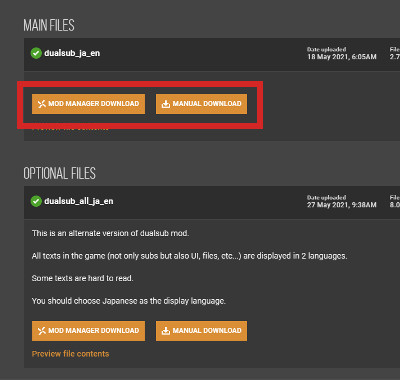 MAIN FILES
dualsub_ja_en
Date uploaded
18 May 2021, 6:05AM
File
2.7
MOD MANAGER DOWNLOAD
MANUAL DOWNLOAD
Preview file contents
OPTIONAL FILES
dualsub_all_ja_en
Date uploaded
27 May 2021, 9:38AM
File
8.0
This is an alternate version of dualsub mod.
All texts in the game (not only subs but also UI, files, etc...) are displayed in 2 languages.
Some texts are hard to read.
You should choose Japanese as the display language.
MOD MANAGER DOWNLOAD
MANUAL DOWNLOAD
Preview file contents